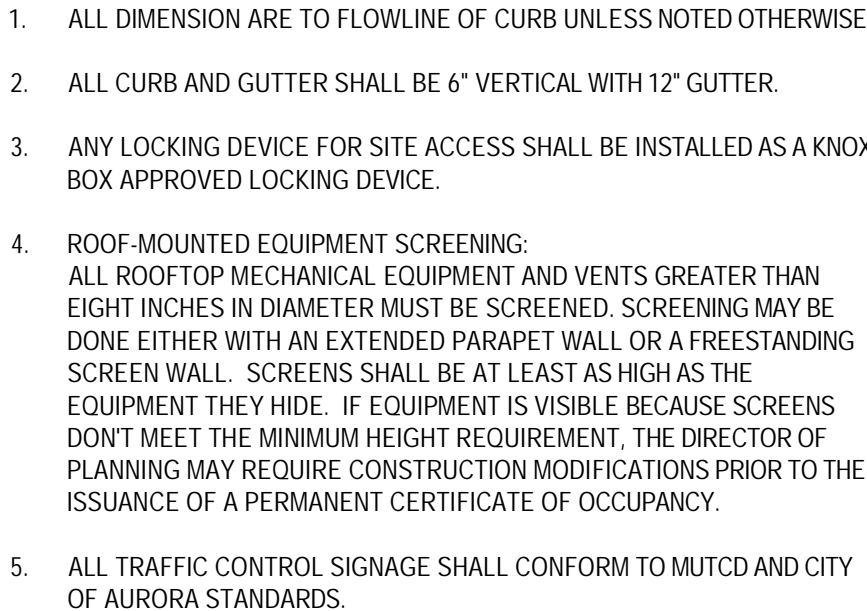 1. ALL DIMENSION ARE TO FLOWLINE OF CURB UNLESS NOTED OTHERWISE
2. ALL CURB AND GUTTER SHALL BE 6" VERTICAL WITH 12" GUTTER.
3. ANY LOCKING DEVICE FOR SITE ACCESS SHALL BE INSTALLED AS A KNOX
BOX APPROVED LOCKING DEVICE.
4. ROOF-MOUNTED EQUIPMENT SCREENING:
ALL ROOFTOP MECHANICAL EQUIPMENT AND VENTS GREATER THAN
EIGHT INCHES IN DIAMETER MUST BE SCREENED. SCREENING MAY BE
DONE EITHER WITH AN EXTENDED PARAPET WALL OR A FREESTANDING
SCREEN WALL. SCREENS SHALL BE AT LEAST AS HIGH AS THE
EQUIPMENT THEY HIDE. IF EQUIPMENT IS VISIBLE BECAUSE SCREENS
DON'T MEET THE MINIMUM HEIGHT REQUIREMENT, THE DIRECTOR OF
PLANNING MAY REQUIRE CONSTRUCTION MODIFICATIONS PRIOR TO THE
ISSUANCE OF A PERMANENT CERTIFICATE OF OCCUPANCY.
5. ALL TRAFFIC CONTROL SIGNAGE SHALL CONFORM TO MUTCD AND CITY
OF AURORA STANDARDS.